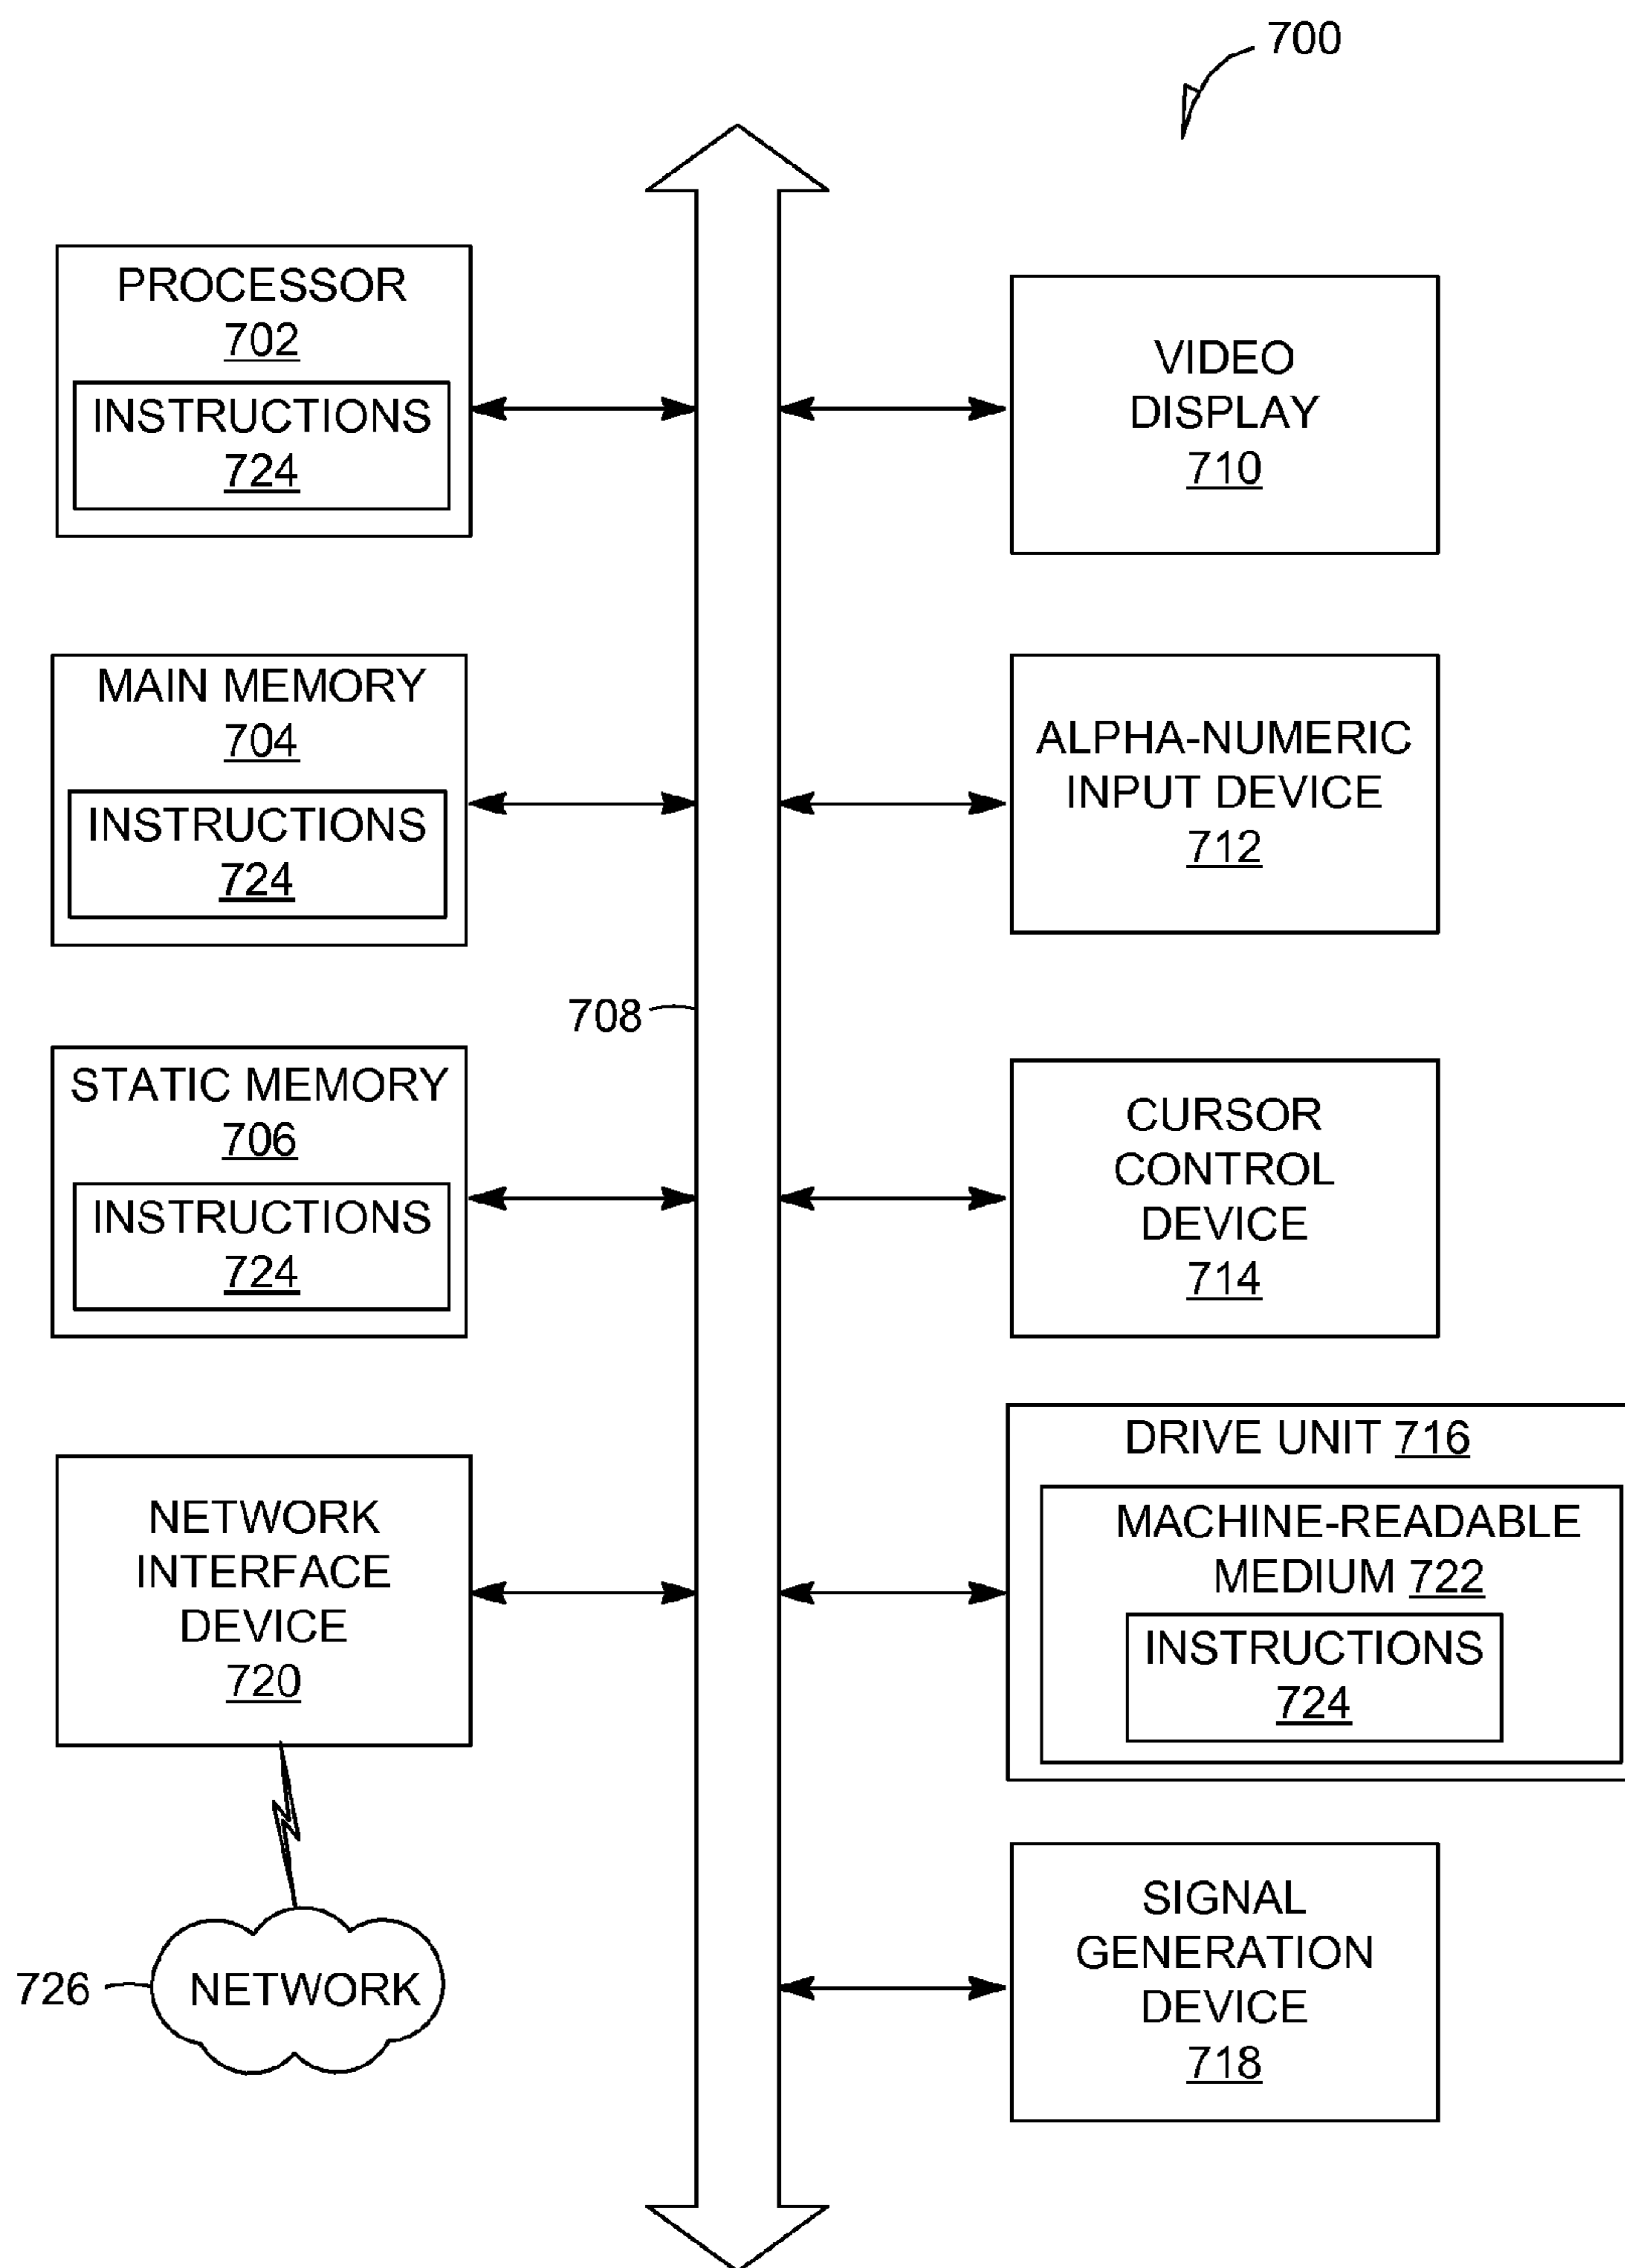 700
PROCESSOR
702
INSTRUCTIONS
724
MAIN MEMORY
704
INSTRUCTIONS
724
708
STATIC MEMORY
706
INSTRUCTIONS
724
NETWORK
INTERFACE
DEVICE
720
726
NETWORK
VIDEO
DISPLAY
710
ALPHA-NUMERIC
INPUT DEVICE
712
CURSOR
CONTROL
DEVICE
714
DRIVE UNIT 716
MACHINE-READABLE
MEDIUM 722
INSTRUCTIONS
724
SIGNAL
GENERATION
DEVICE
718